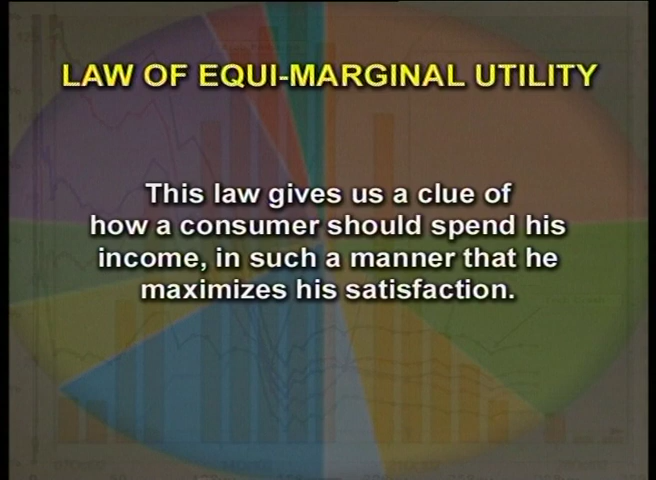 LAW OF EQUI-MARGINAL UTILITY
This law gives us a clue of
how a consumer should spend his
income, in such a manner that he
maximizes his satisfaction.